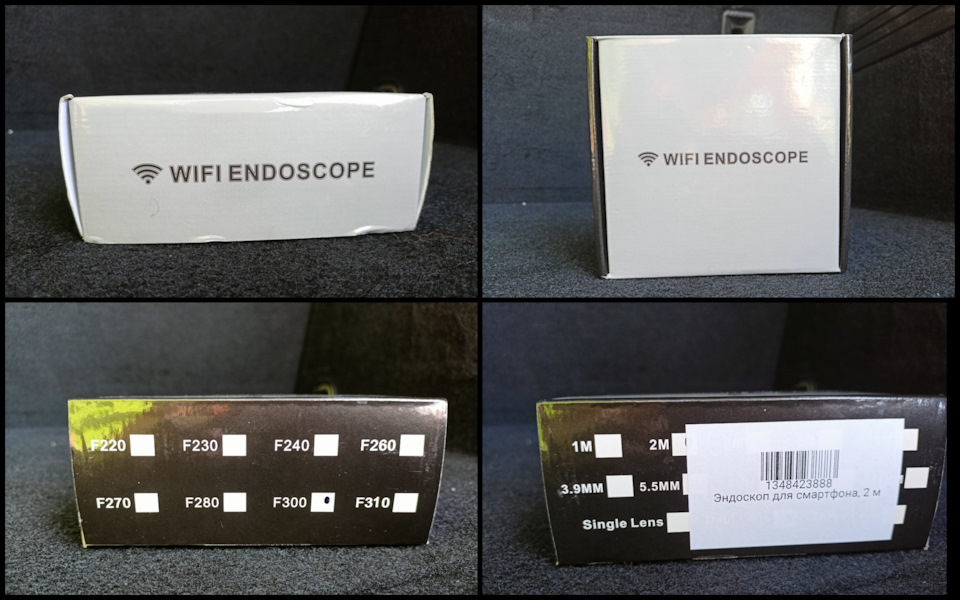 WIFI ENDOSCOPE
WIFI ENDOSCOPE
F220 F230 F240 F260
F270 F280 F300 F310
1M 2M
3.9MM 5.5MM
Single Lens
1348423888
Эндоскоп для смартфона, 2 м